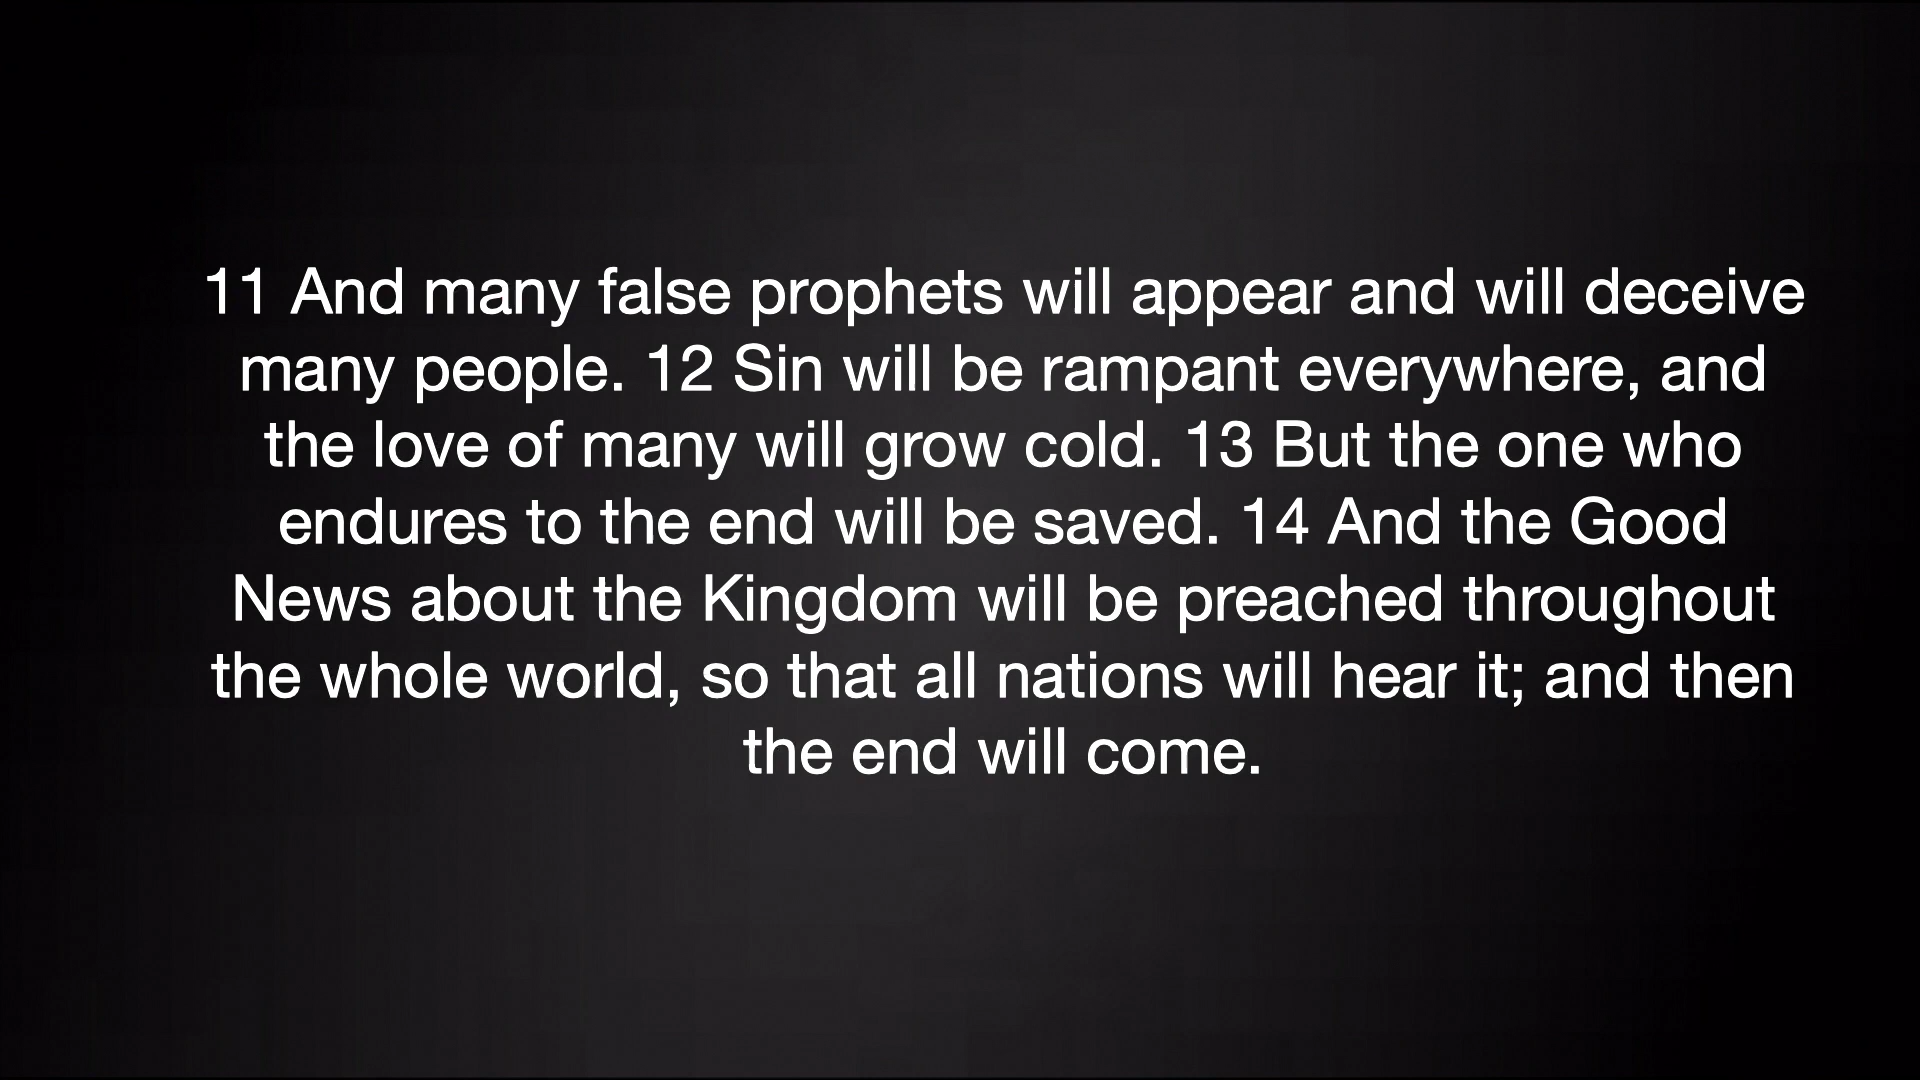 11 And many false prophets will appear and will deceive
many people. 12 Sin will be rampant everywhere, and
the love of many will grow cold. 13 But the one who
endures to the end will be saved. 14 And the Good
News about the Kingdom will be preached throughout
the whole world, so that all nations will hear it; and then
the end will come.